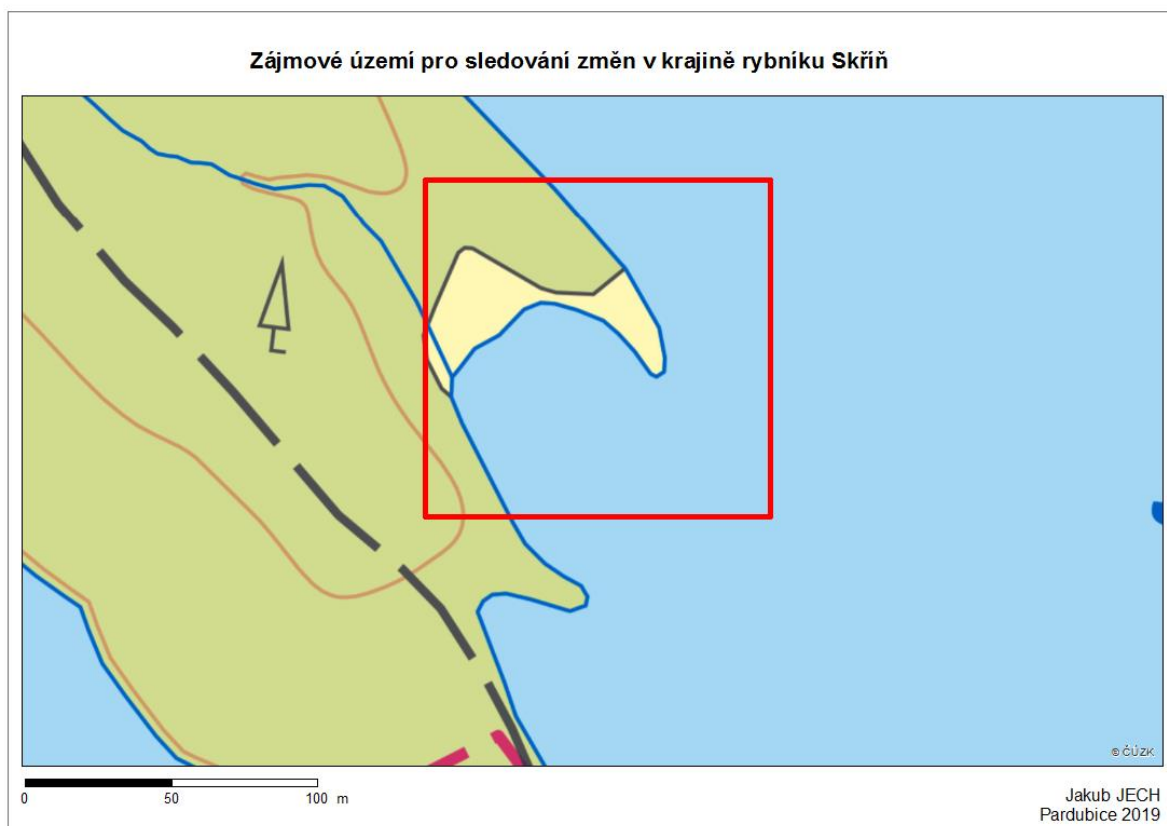 Zájmové území pro sledování změn v krajině rybníku Skříň
© ČÚZK
0 50 100 m
Jakub JECH
Pardubice 2019